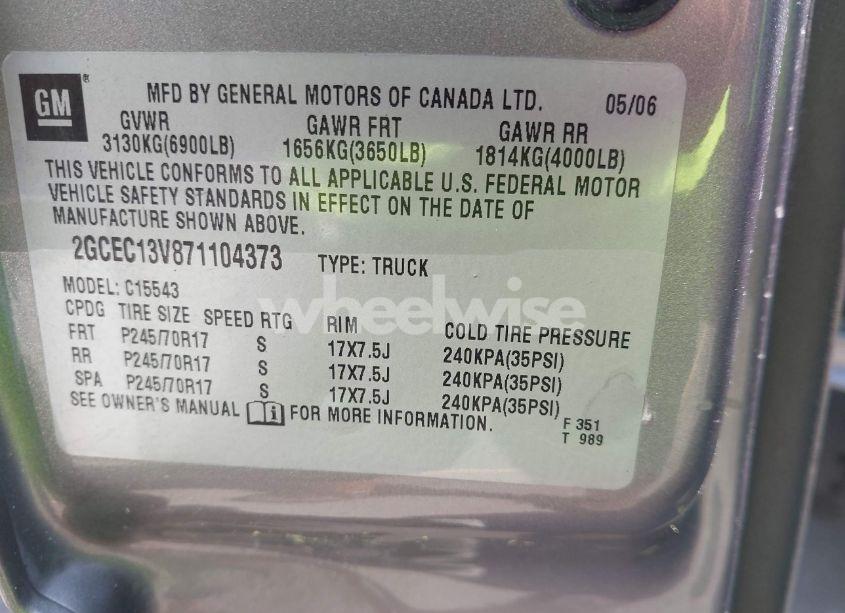 GM ®
MFD BY GENERAL MOTORS OF CANADA LTD. 05/06
GVWR GAWR FRT GAWR RR
3130KG(6900LB) 1656KG(3650LB) 1814KG(4000LB)
THIS VEHICLE CONFORMS TO ALL APPLICABLE U.S. FEDERAL MOTOR
VEHICLE SAFETY STANDARDS IN EFFECT ON THE DATE OF
MANUFACTURE SHOWN ABOVE.
2GCEC13V871104373 TYPE: TRUCK
MODEL: C15543
wheelwise
CPDG TIRE SIZE SPEED RTG RIM COLD TIRE PRESSURE
FRT P245/70R17 S 17X7.5J 240KPA(35PSI)
RR P245/70R17 S 17X7.5J 240KPA(35PSI)
SPA P245/70R17 S 17X7.5J 240KPA(35PSI)
SEE OWNER'S MANUAL i FOR MORE INFORMATION.
F 351
T 989